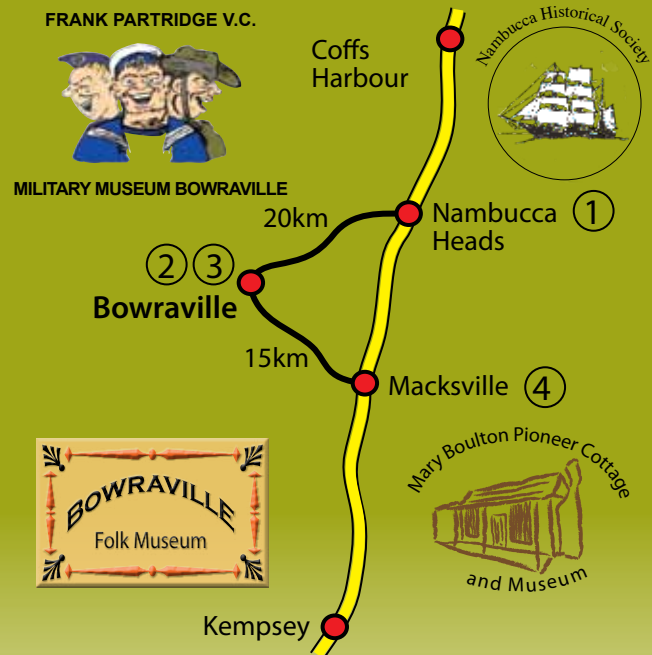 FRANK PARTRIDGE V.C.
MILITARY MUSEUM BOWRAVILLE
Coffs
Harbour
Nambucca Historical Society
20km
Nambucca
Heads
①
② ③
Bowraville
15km
Macksville
④
BOWRAVILLE
Folk Museum
Mary Boulton Pioneer Cottage
and Museum
Kempsey